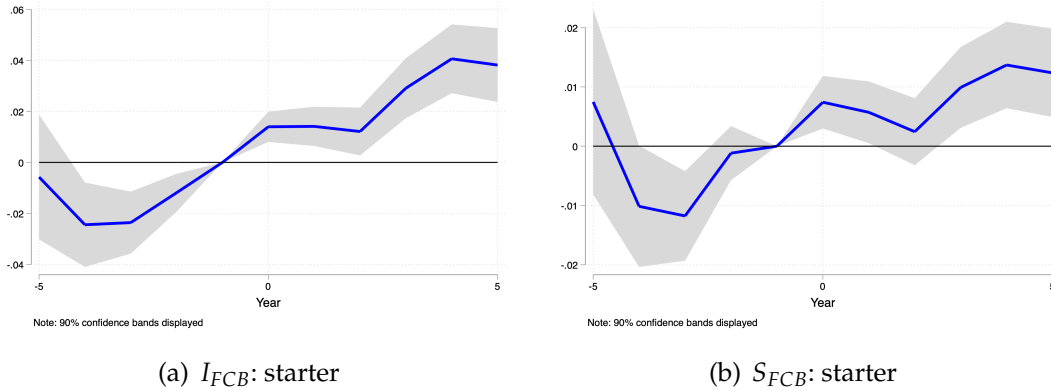 .06
.04
.02
0
-.02
-.04
-5
0
5
Year
Note: 90% confidence bands displayed
(a) I_FCB: starter
.02
.01
0
-.01
-.02
-5
0
5
Year
Note: 90% confidence bands displayed
(b) S_FCB: starter